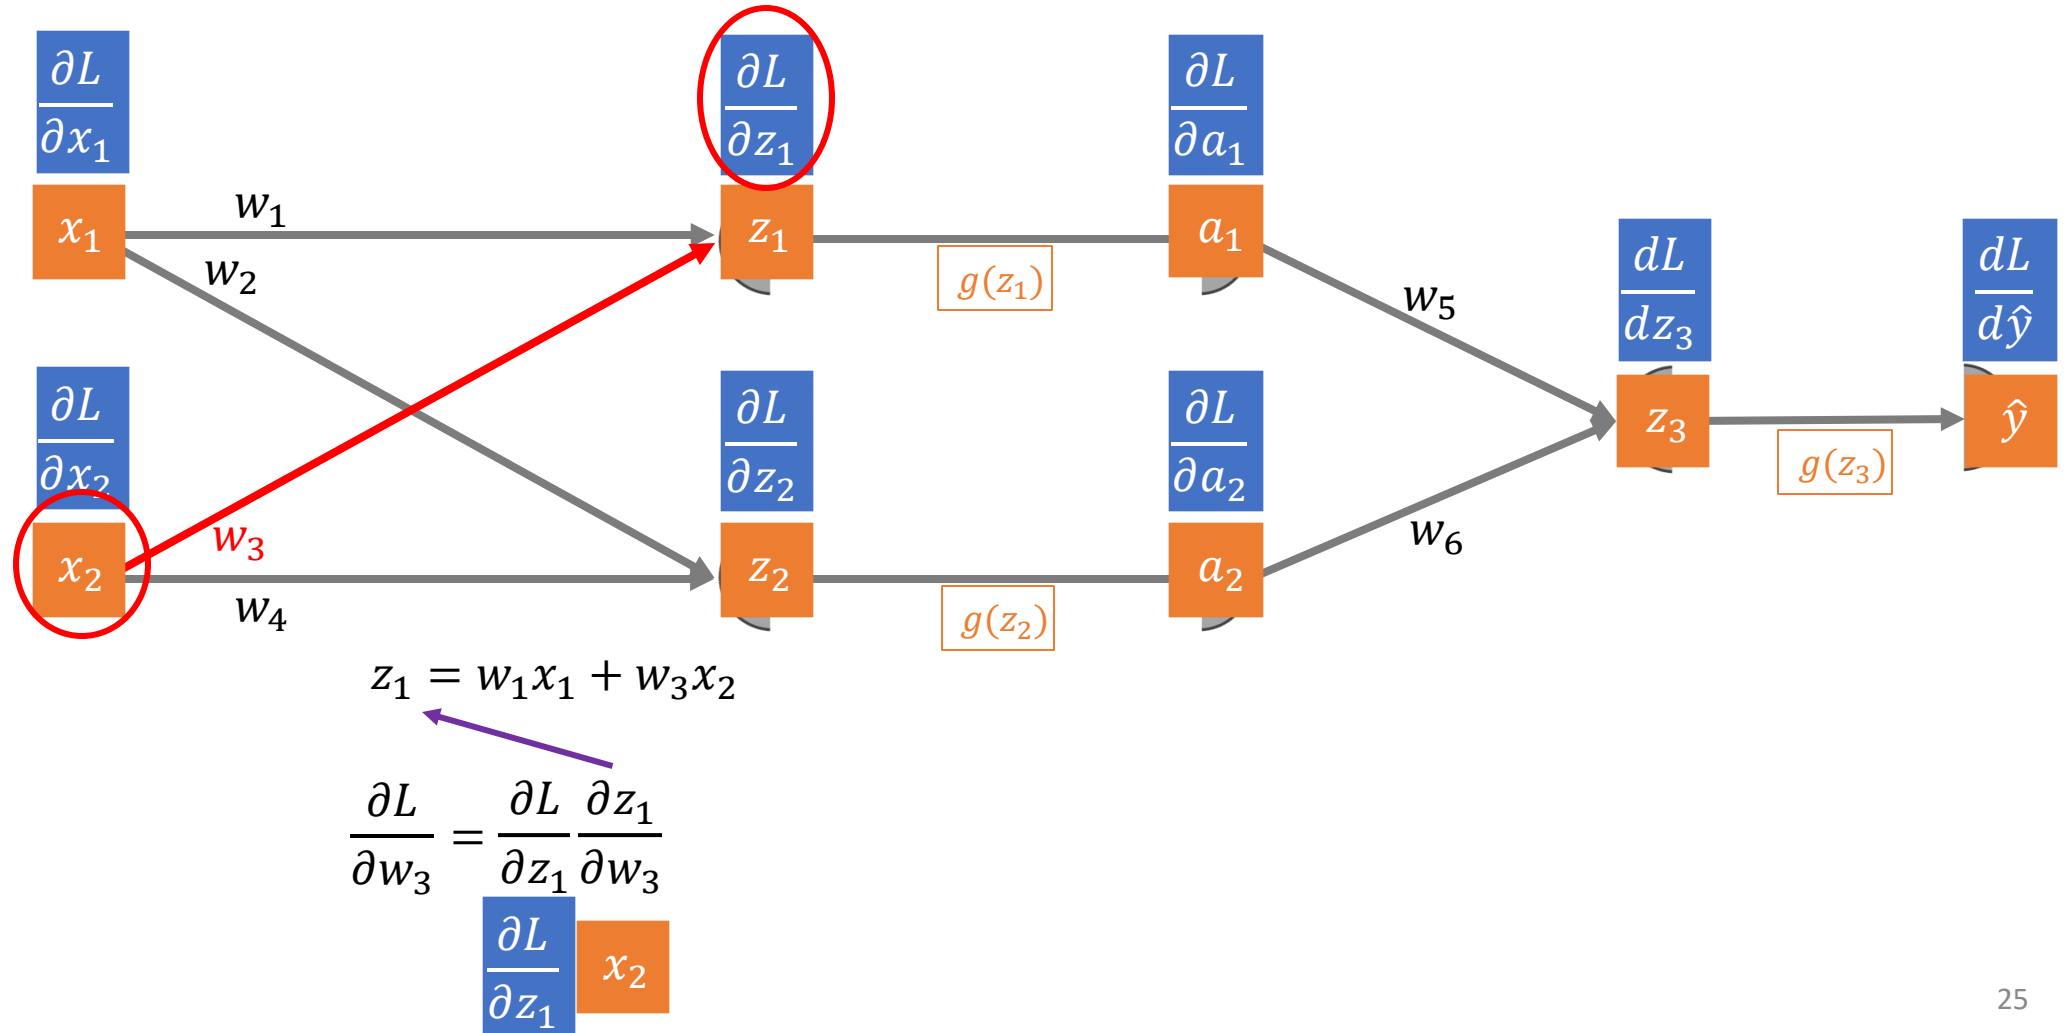 ∂L/∂x₁
∂L/∂z₁
∂L/∂a₁
x₁
w₁
w₂
z₁
g(z₁)
a₁
w₅
dL/dz₃
dL/dŷ
∂L/∂x₂
∂L/∂z₂
∂L/∂a₂
z₃
g(z₃)
ŷ
x₂
w₃
w₄
z₂
g(z₂)
a₂
w₆
z₁ = w₁x₁ + w₃x₂
∂L/∂w₃ = ∂L/∂z₁ ∂z₁/∂w₃
∂L/∂z₁ x₂
25